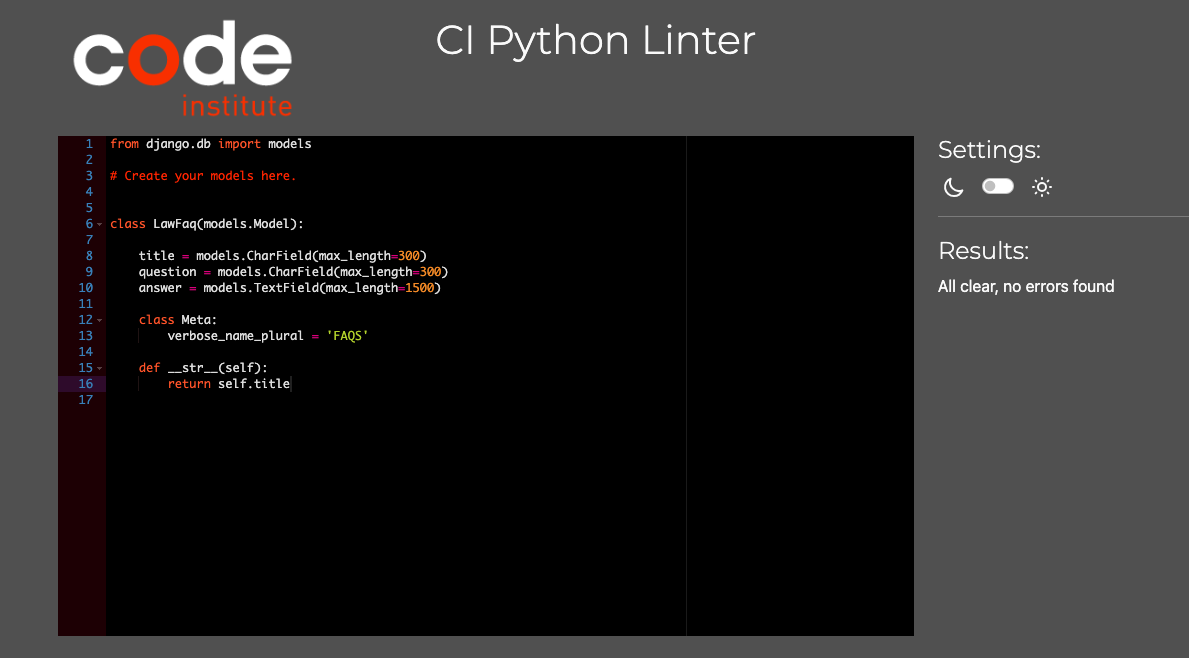 code
institute
CI Python Linter
1 from django.db import models
2
3 # Create your models here.
4
5
6 class LawFaq(models.Model):
7
8     title = models.CharField(max_length=300)
9     question = models.CharField(max_length=300)
10     answer = models.TextField(max_length=1500)
11
12     class Meta:
13         verbose_name_plural = 'FAQS'
14
15     def __str__(self):
16         return self.title
17
Settings:
Results:
All clear, no errors found